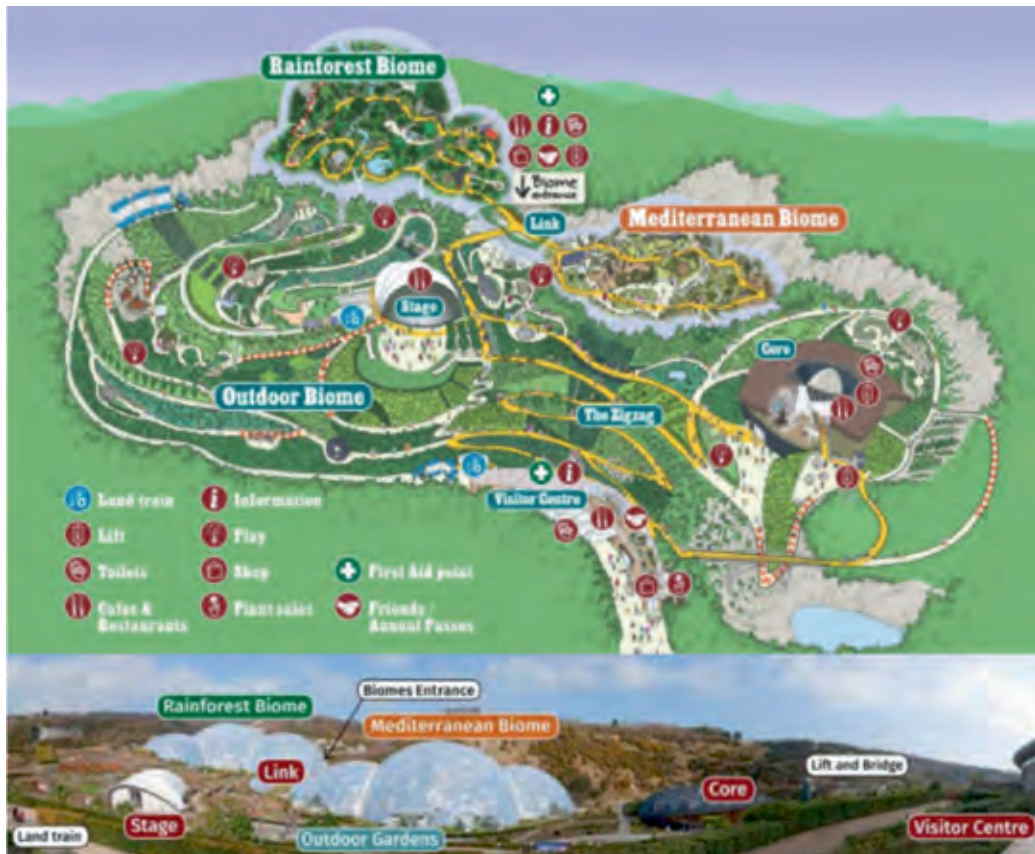 Rainforest Biome
Biome
entrance
Link
Mediterranean Biome
Stage
Core
Outdoor Biome
The Zigzag
Visitor Centre
Land train
Information
Lift
Play
Toilets
Shop
First Aid point
Cafes &
Restaurants
Plant sales
Friends /
Annual Passes
Biomes Entrance
Rainforest Biome
Mediterranean Biome
Link
Lift and Bridge
Core
Land train
Stage
Outdoor Gardens
Visitor Centre